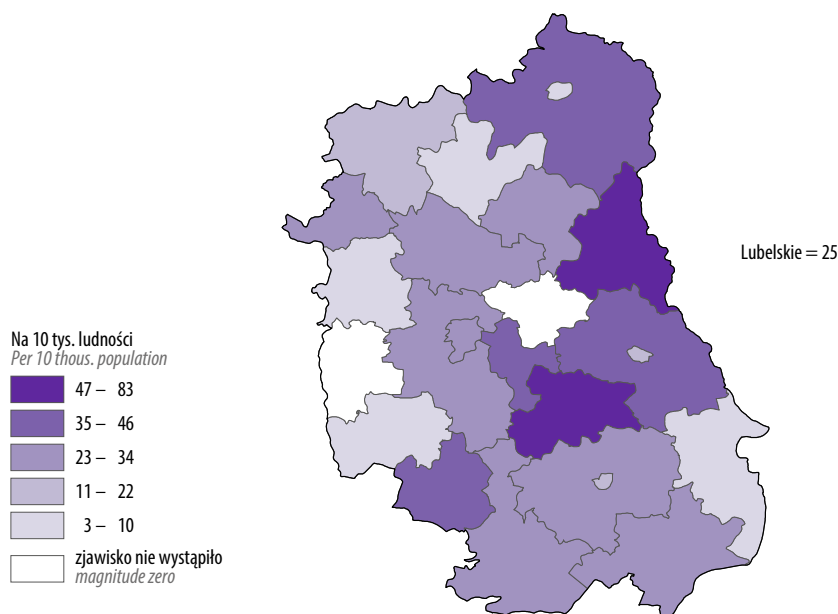 Lubelskie = 25
Na 10 tys. ludności
Per 10 thous. population
47 – 83
35 – 46
23 – 34
11 – 22
3 – 10
zjawisko nie wystąpiło
magnitude zero